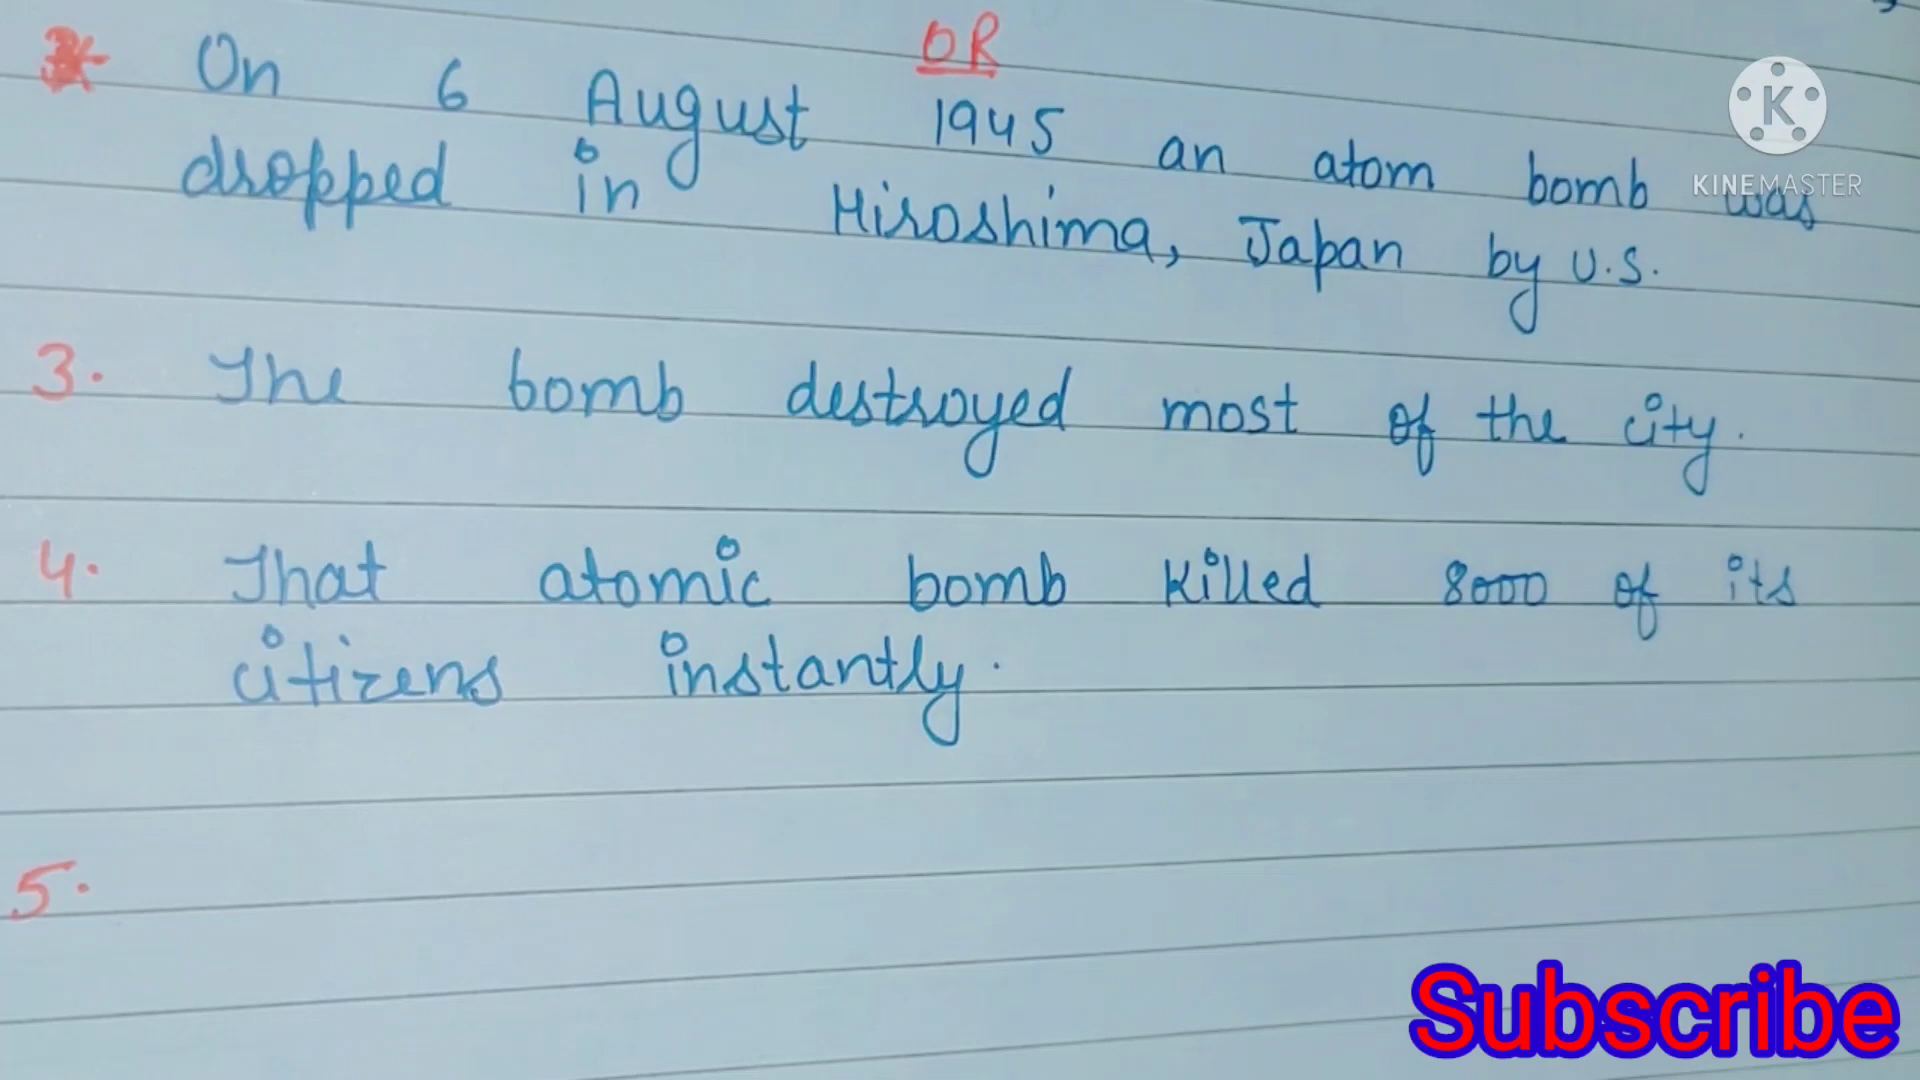 OR
On 6 August 1945 an atom bomb was
dropped in Hiroshima, Japan by U.S.
3. The bomb destroyed most of the city.
4. That atomic bomb killed 8000 of its
citizens instantly.
5.
KINEMASTER
Subscribe